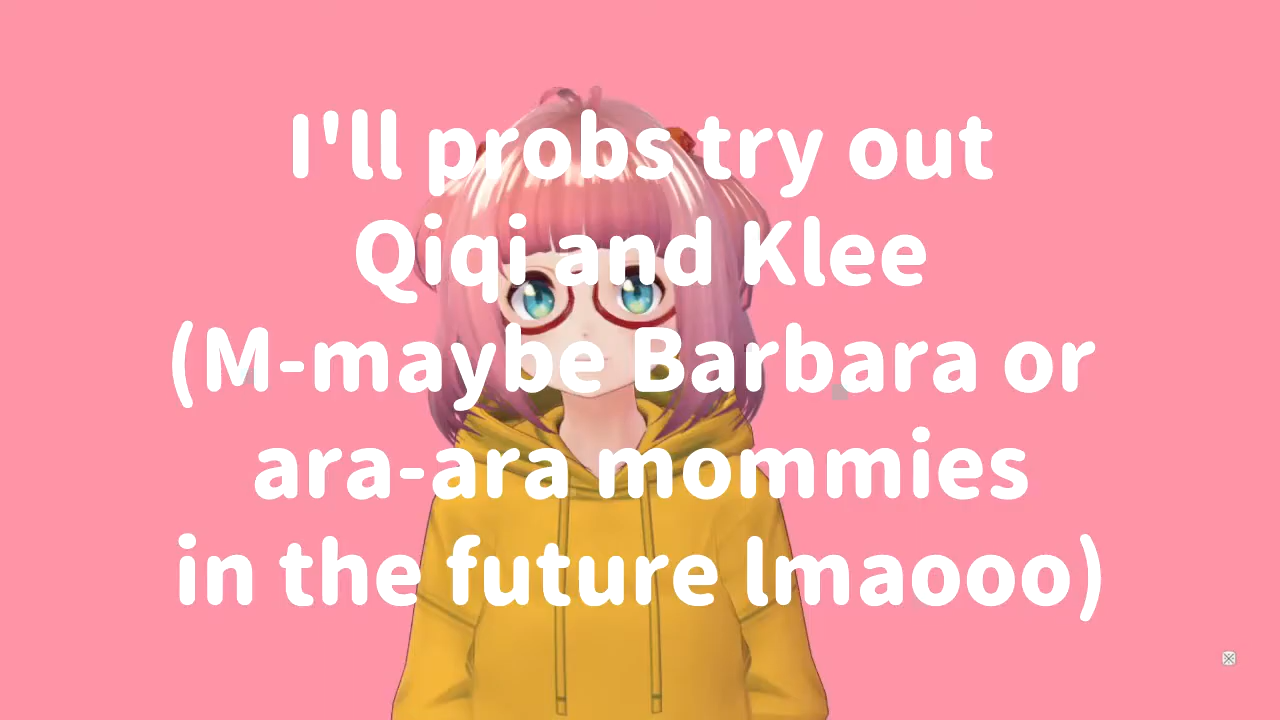 I'll probs try out
Qiqi and Klee
(M-maybe Barbara or
ara-ara mommies
in the future lmaooo)